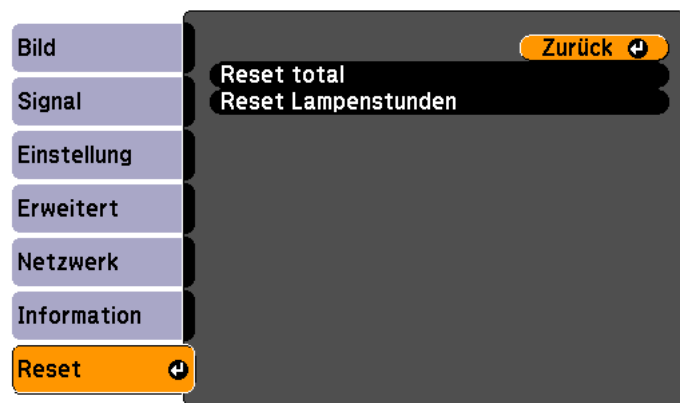 Bild
Signal
Einstellung
Erweitert
Netzwerk
Information
Reset
Zurück
Reset total
Reset Lampenstunden